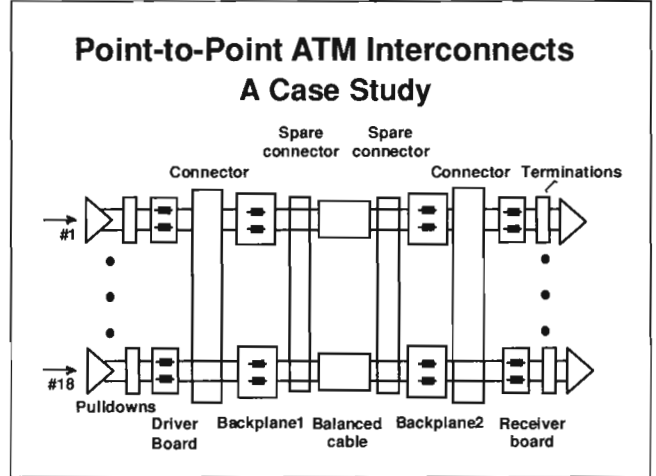 Point-to-Point ATM Interconnects
A Case Study
Spare Spare
connector connector
Connector Connector Terminations
#1
#18
Pulldowns
Driver Backplane1 Balanced Backplane2 Receiver
Board cable board